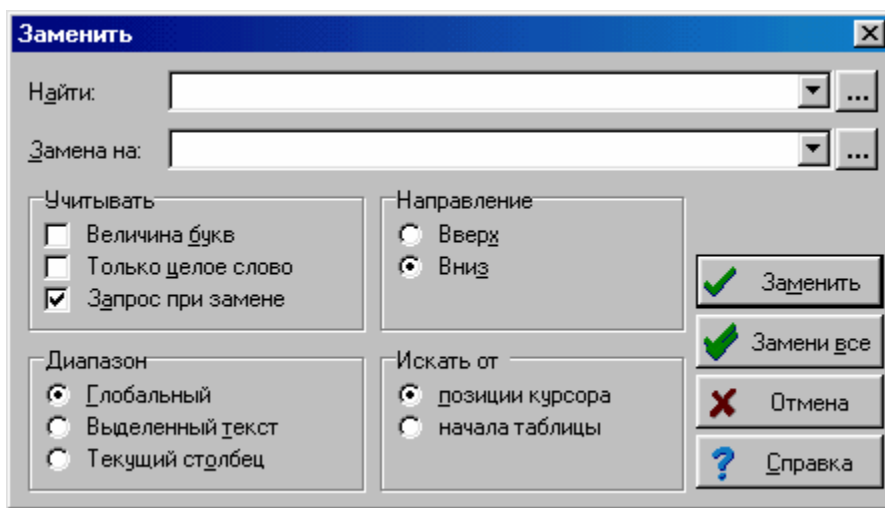 Заменить
Найти:
...
Замена на:
...
Учитывать
Величина букв
Только целое слово
Запрос при замене
Направление
Вверх
Вниз
Диапазон
Глобальный
Выделенный текст
Текущий столбец
Искать от
позиции курсора
начала таблицы
Заменить
Замени все
Отмена
Справка